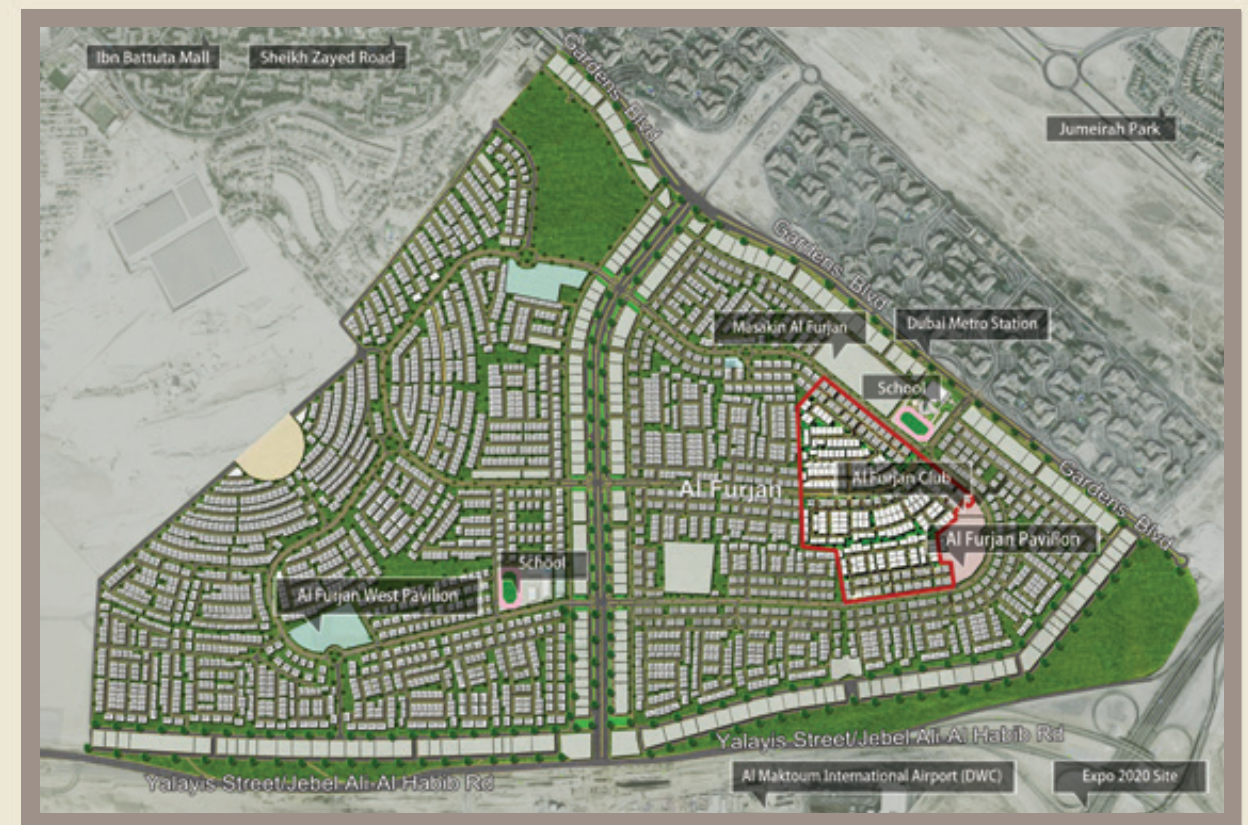 Ibn Battuta Mall
Sheikh Zayed Road
Gardens Blvd
Jumeirah Park
Gardens Blvd
Masakin Al Furjan
Dubai Metro Station
School
Al Furjan Club
Al Furjan
Gardens Blvd
Al Furjan Pavilion
School
Al Furjan West Pavilion
Yalayis Street/Jebel Ali-Al Habib Rd
Yalayis Street/Jebel Ali-Al Habib Rd
Al Maktoum International Airport (DWC)
Expo 2020 Site